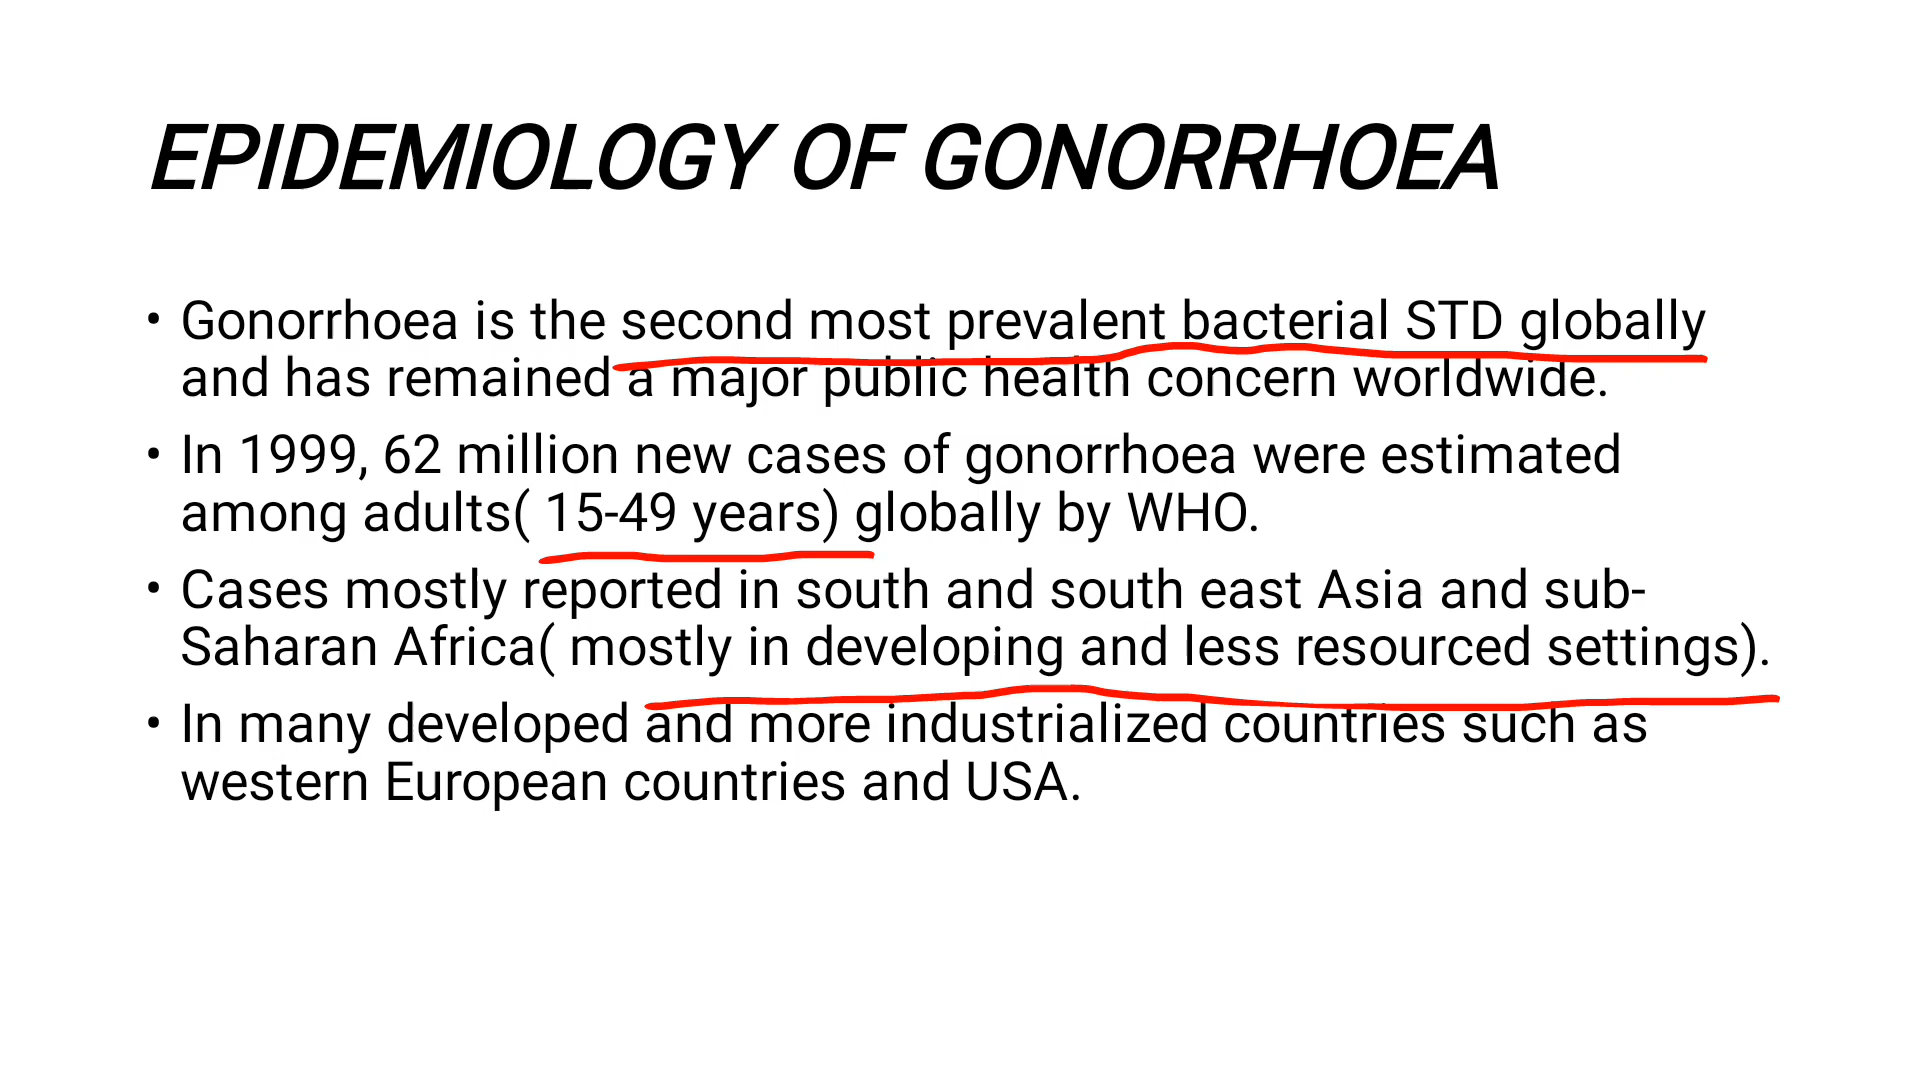 EPIDEMIOLOGY OF GONORRHOEA
• Gonorrhoea is the second most prevalent bacterial STD globally
and has remained a major public health concern worldwide.
• In 1999, 62 million new cases of gonorrhoea were estimated
among adults( 15-49 years) globally by WHO.
• Cases mostly reported in south and south east Asia and sub-
Saharan Africa( mostly in developing and less resourced settings).
• In many developed and more industrialized countries such as
western European countries and USA.